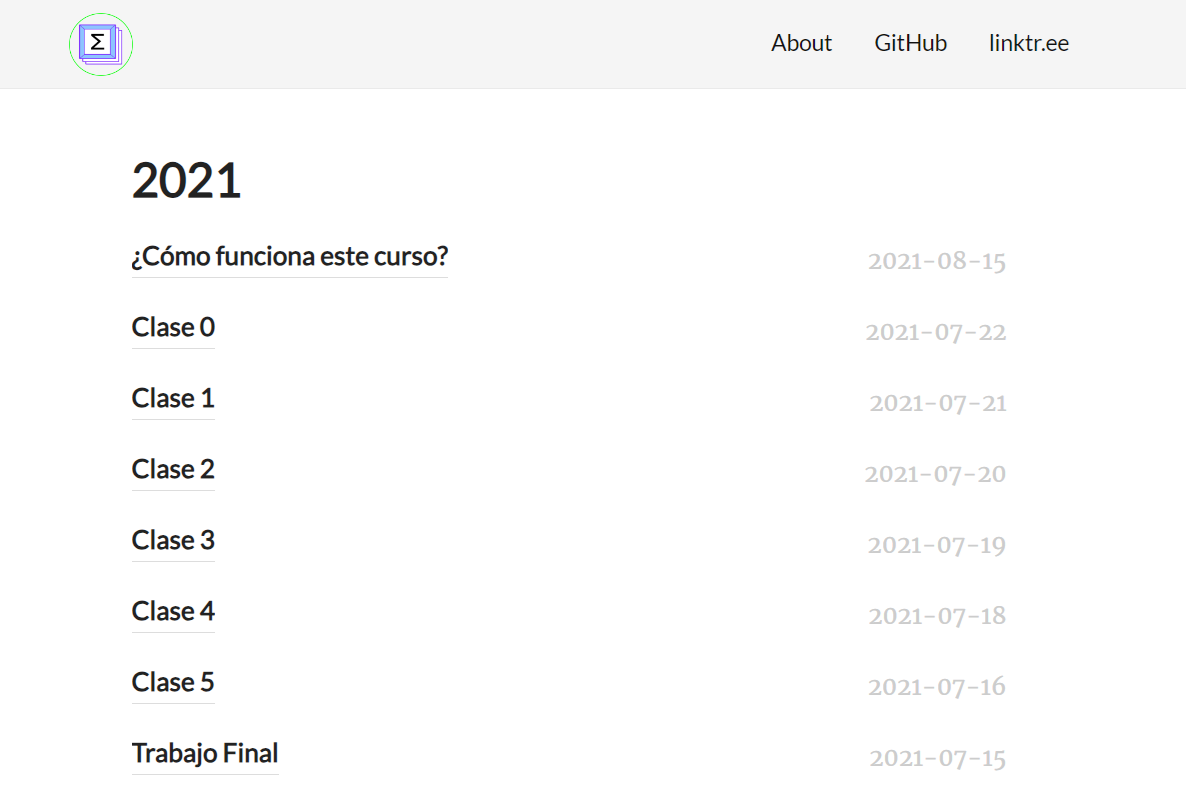 Σ
About GitHub linktr.ee
2021
¿Cómo funciona este curso? 2021-08-15
Clase 0 2021-07-22
Clase 1 2021-07-21
Clase 2 2021-07-20
Clase 3 2021-07-19
Clase 4 2021-07-18
Clase 5 2021-07-16
Trabajo Final 2021-07-15